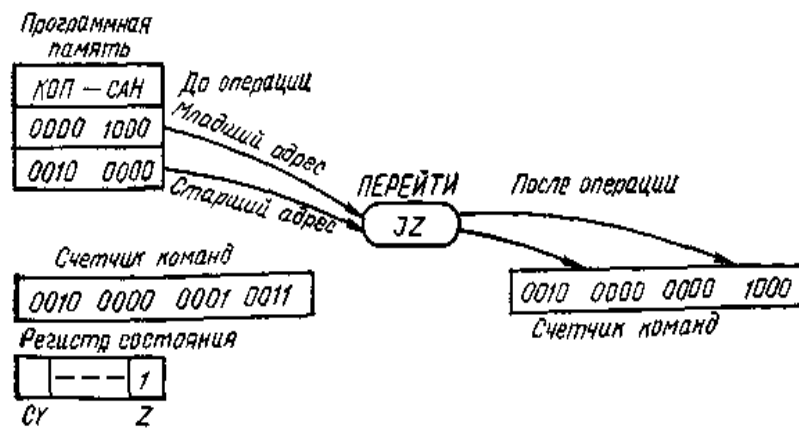 Программная
память
КОП — САН
До операции
0000 1000
Младший адрес
0010 0000
Старший адрес
ПЕРЕЙТИ
JZ
После операции
Счетчик команд
0010 0000 0001 0011
0010 0000 0000 1000
Счетчик команд
Регистр состояния
1
CY Z